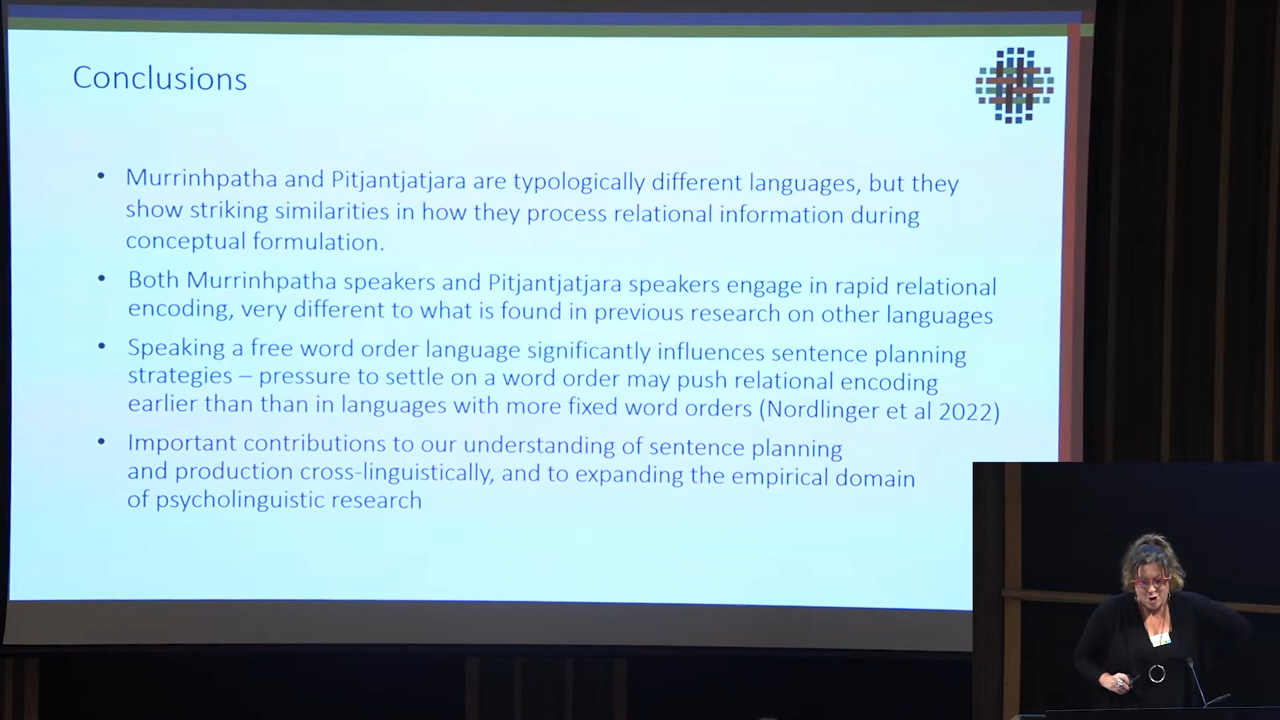 Conclusions
• Murrinhpatha and Pitjantjatjara are typologically different languages, but they
show striking similarities in how they process relational information during
conceptual formulation.
• Both Murrinhpatha speakers and Pitjantjatjara speakers engage in rapid relational
encoding, very different to what is found in previous research on other languages
• Speaking a free word order language significantly influences sentence planning
strategies – pressure to settle on a word order may push relational encoding
earlier than than in languages with more fixed word orders (Nordlinger et al 2022)
• Important contributions to our understanding of sentence planning
and production cross-linguistically, and to expanding the empirical domain
of psycholinguistic research